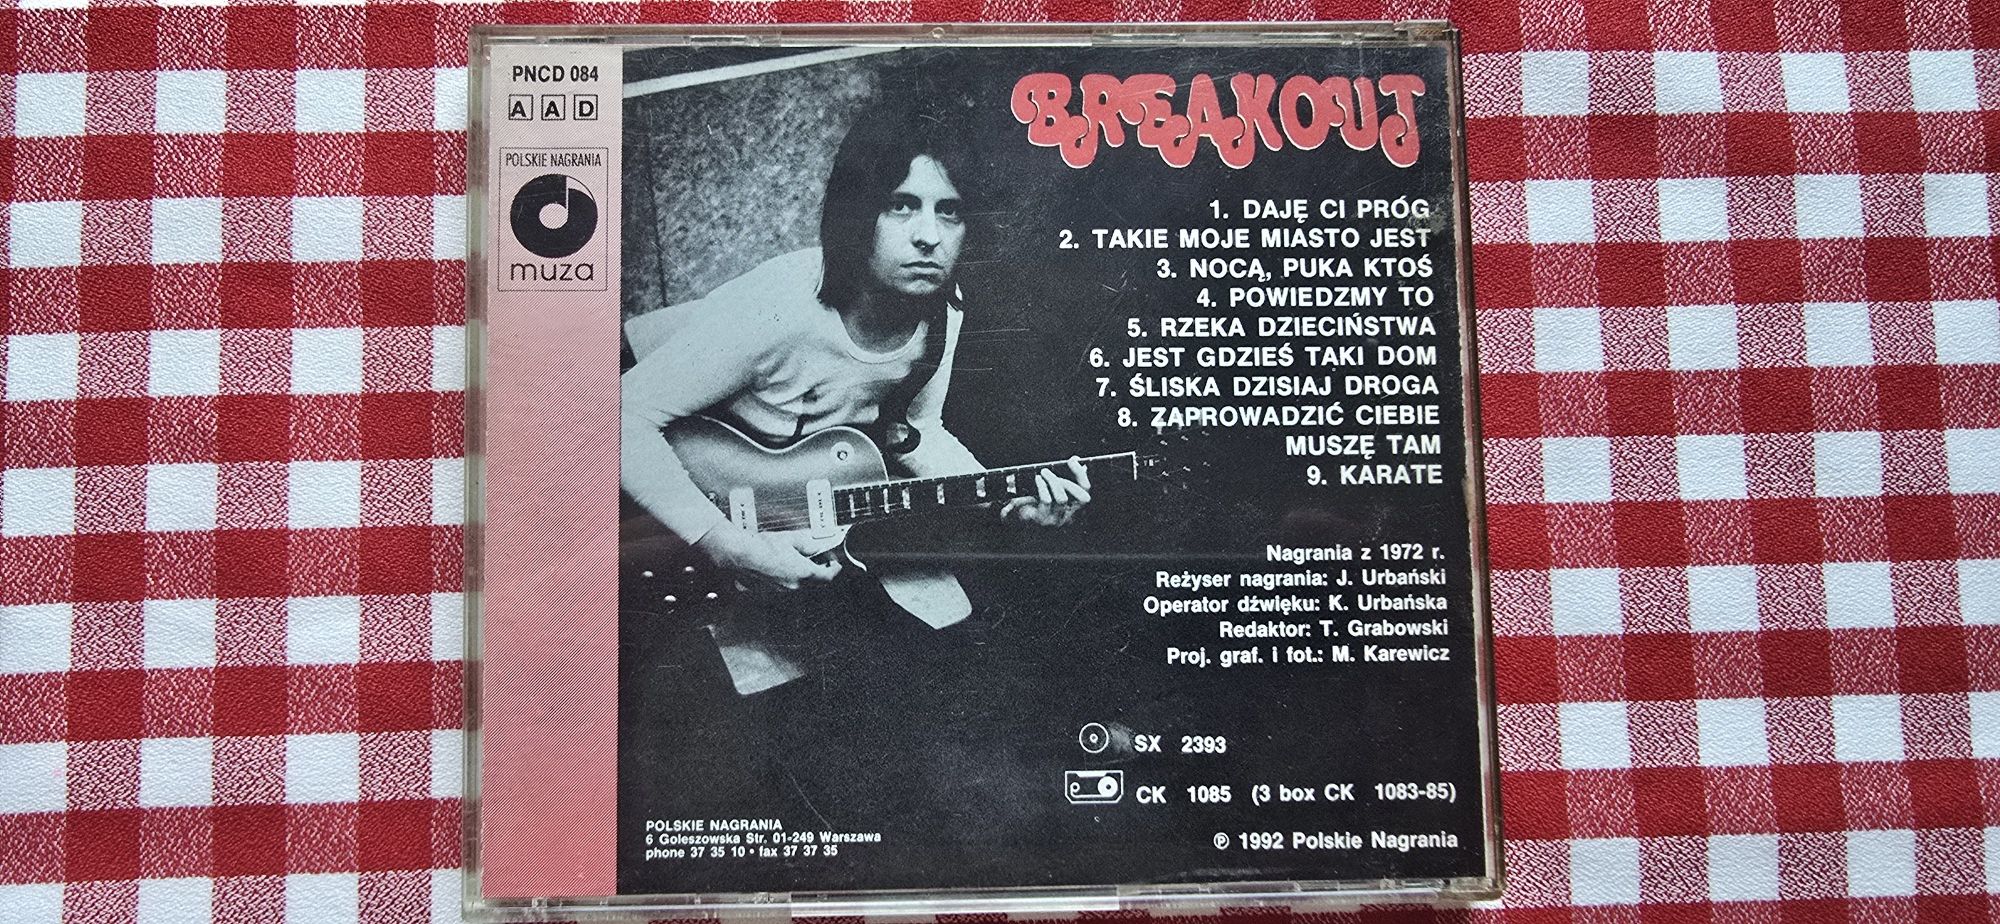 PNCD 084
A A D
POLSKIE NAGRANIA
muza
BREAKOUT
1. DAJĘ CI PRÓG
2. TAKIE MOJE MIASTO JEST
3. NOCĄ, PUKA KTOŚ
4. POWIEDZMY TO
5. RZEKA DZIECIŃSTWA
6. JEST GDZIEŚ TAKI DOM
7. ŚLISKA DZISIAJ DROGA
8. ZAPROWADZIĆ CIEBIE
MUSZĘ TAM
9. KARATE
Nagrania z 1972 r.
Reżyser nagrania: J. Urbański
Operator dźwięku: K. Urbańska
Redaktor: T. Grabowski
Proj. graf. i fot.: M. Karewicz
SX 2393
CK 1085 (3 box CK 1083-85)
POLSKIE NAGRANIA
6 Goleszowska Str. 01-249 Warszawa
phone 37 35 10 • fax 37 37 35
℗ 1992 Polskie Nagrania